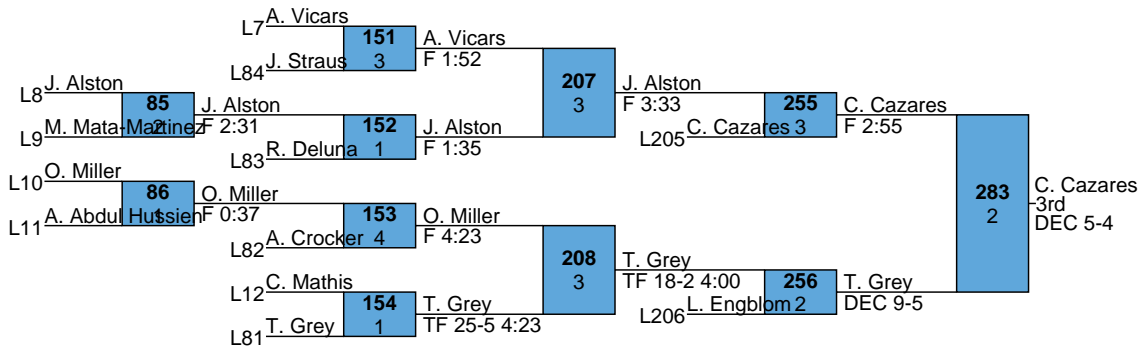 L7 A. Vicars
151
3
L84 J. Straus
A. Vicars
F 1:52
L8 J. Alston
85
2
L9 M. Mata-Martinez
J. Alston
F 2:31
152
1
L83 R. Deluna
J. Alston
F 1:35
207
3
J. Alston
F 3:33
255
3
L205 C. Cazares
C. Cazares
F 2:55
L10 O. Miller
86
1
L11 A. Abdul Hussien
O. Miller
F 0:37
153
4
L82 A. Crocker
O. Miller
F 4:23
L12 C. Mathis
154
1
L81 T. Grey
T. Grey
TF 25-5 4:23
208
3
T. Grey
TF 18-2 4:00
256
2
L206 L. Engblom
T. Grey
DEC 9-5
283
2
C. Cazares
3rd
DEC 5-4